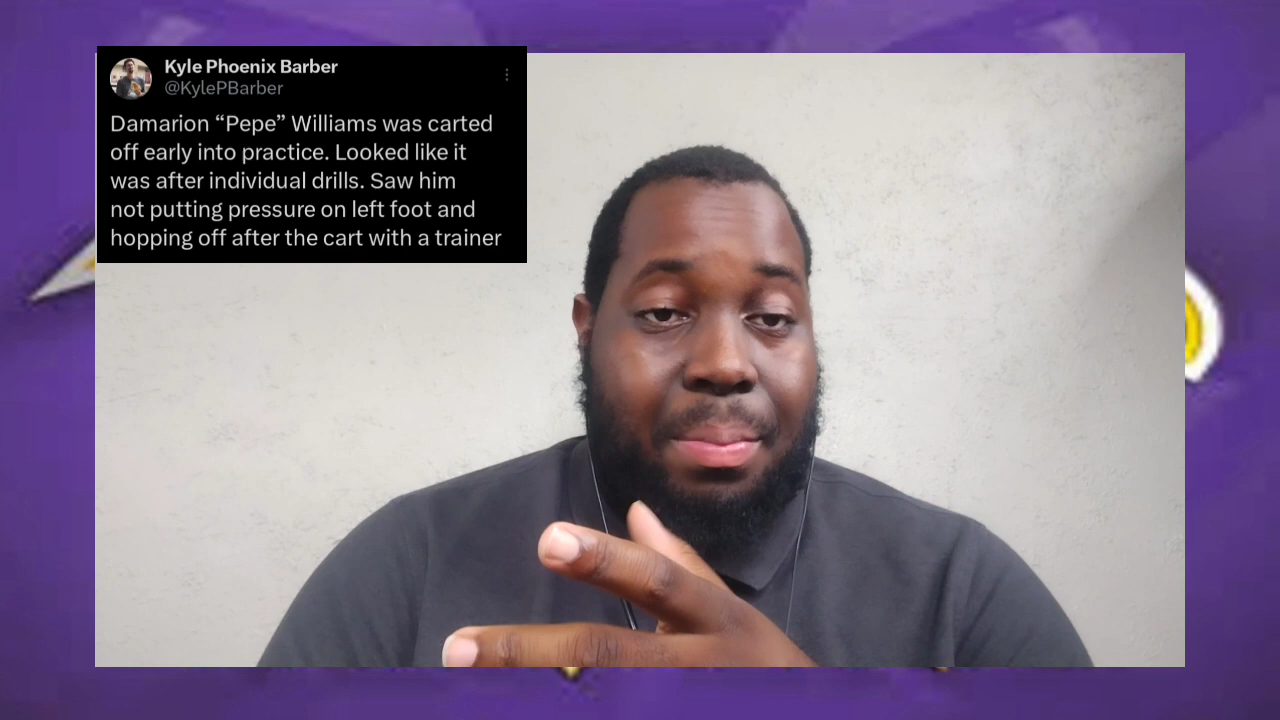 Kyle Phoenix Barber
@KylePBarber
Damarion “Pepe” Williams was carted
off early into practice. Looked like it
was after individual drills. Saw him
not putting pressure on left foot and
hopping off after the cart with a trainer